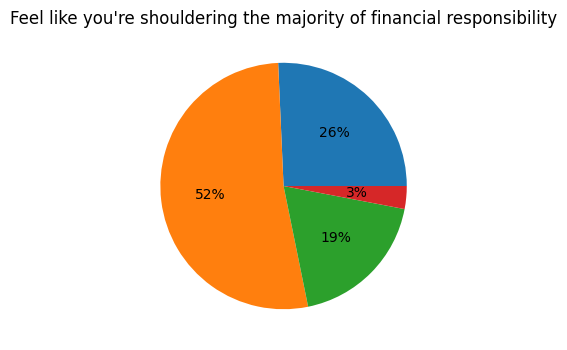 Feel like you're shouldering the majority of financial responsibility
26%
52%
3%
19%